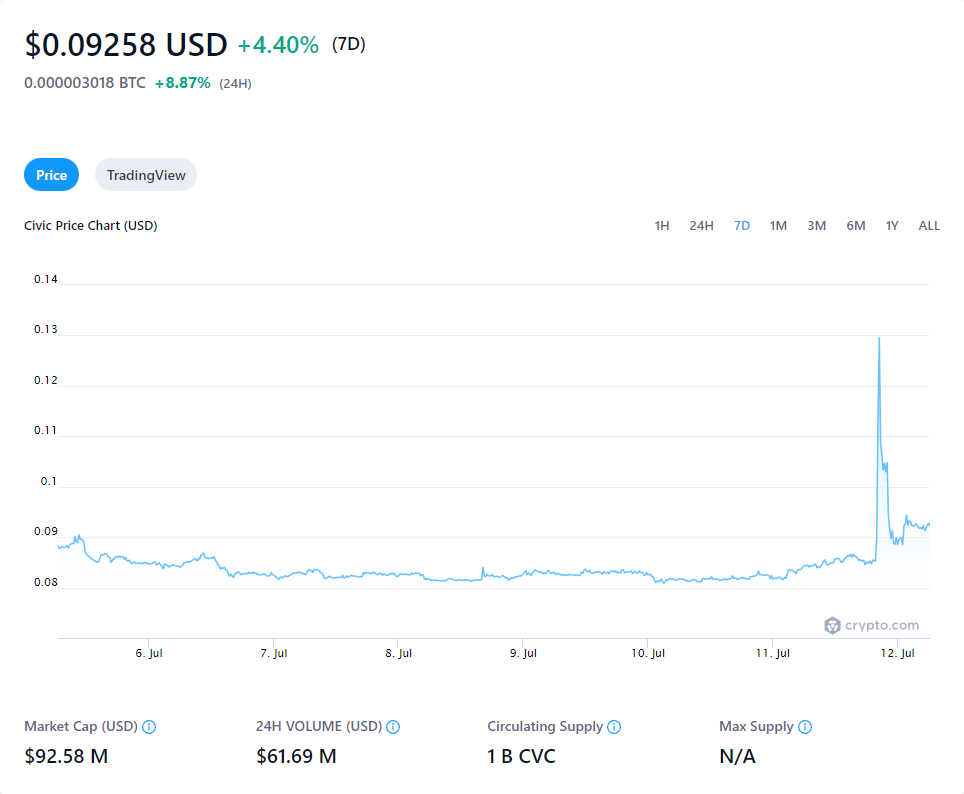 $0.09258 USD +4.40% (7D)
0.000003018 BTC +8.87% (24H)
Price TradingView
Civic Price Chart (USD) 1H 24H 7D 1M 3M 6M 1Y ALL
0.14
0.13
0.12
0.11
0.1
0.09
0.08
crypto.com
6. Jul 7. Jul 8. Jul 9. Jul 10. Jul 11. Jul 12. Jul
Market Cap (USD) 24H VOLUME (USD) Circulating Supply Max Supply
$92.58 M $61.69 M 1 B CVC N/A